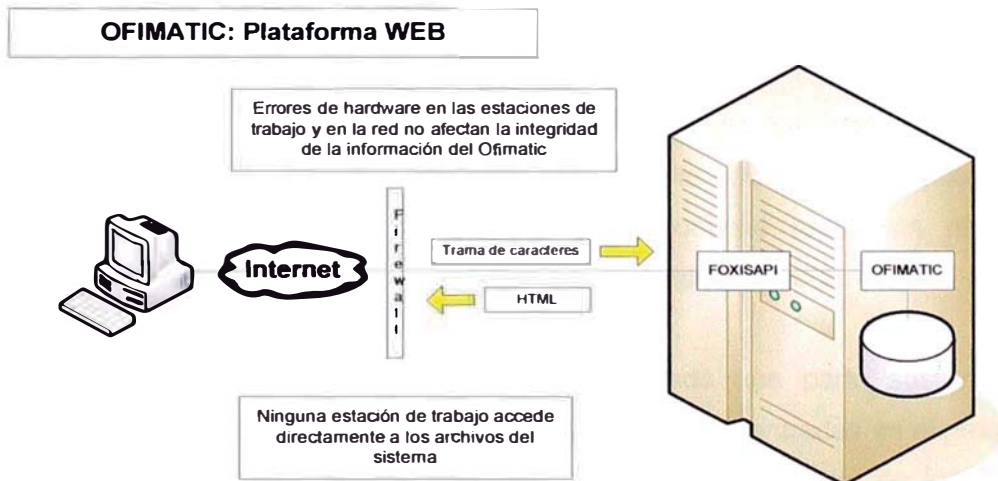 OFIMATIC: Plataforma WEB
Errores de hardware en las estaciones de
trabajo y en la red no afectan la integridad
de la información del Ofimatic
Firewall
Internet
Trama de caracteres
HTML
FOXISAPI
OFIMATIC
Ninguna estación de trabajo accede
directamente a los archivos del
sistema